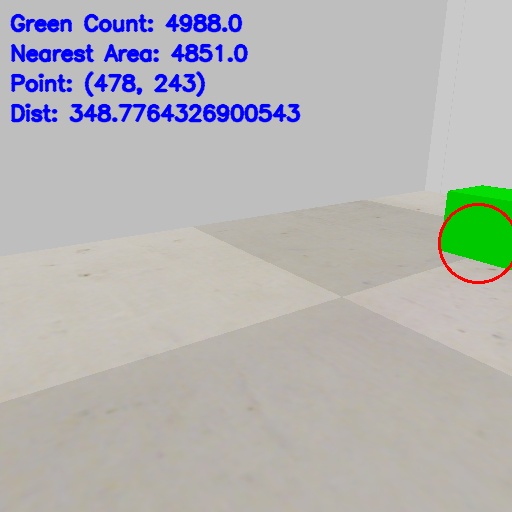 Green Count: 4988.0
Nearest Area: 4851.0
Point: (478, 243)
Dist: 348.7764326900543